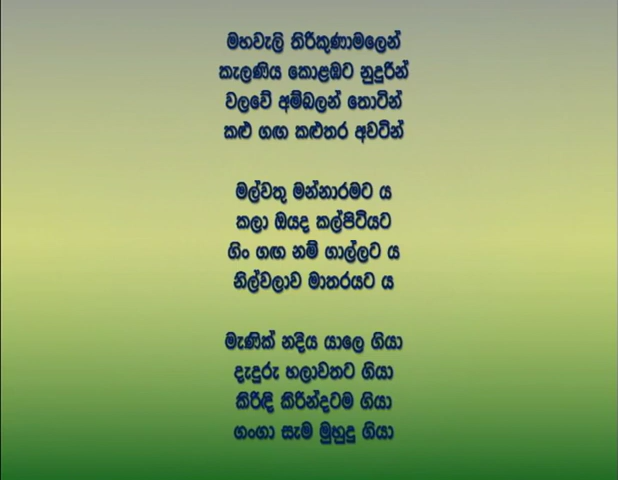 මහවැලි තිරිකුණාමලෙන්
කැලණිය කොළඹට නුදුරින්
වලවේ අම්බලන් තොටින්
කළු ගඟ කළුතර අවටින්
මල්වතු මන්නාරමට ය
කලා ඔයද කල්පිටියට
ගිං ගඟ නම් ගාල්ලට ය
නිල්වලාව මාතරයට ය
මැණික් නදිය යාලෙ ගියා
දැදුරු හලාවතට ගියා
කිරිඳි කිරින්දටම ගියා
ගංගා සැම මුහුදු ගියා